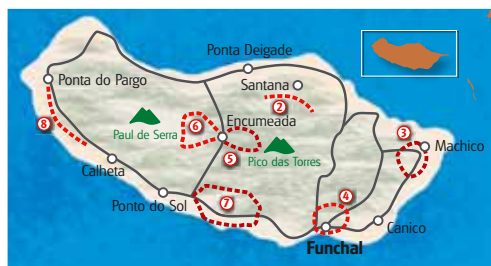 Ponta Deigade
Ponta do Pargo
Santana
2
8
Paul de Serra
6
Encumeada
3
Machico
5
Pico das Torres
Calheta
Ponto do Sol
7
4
Canico
Funchal